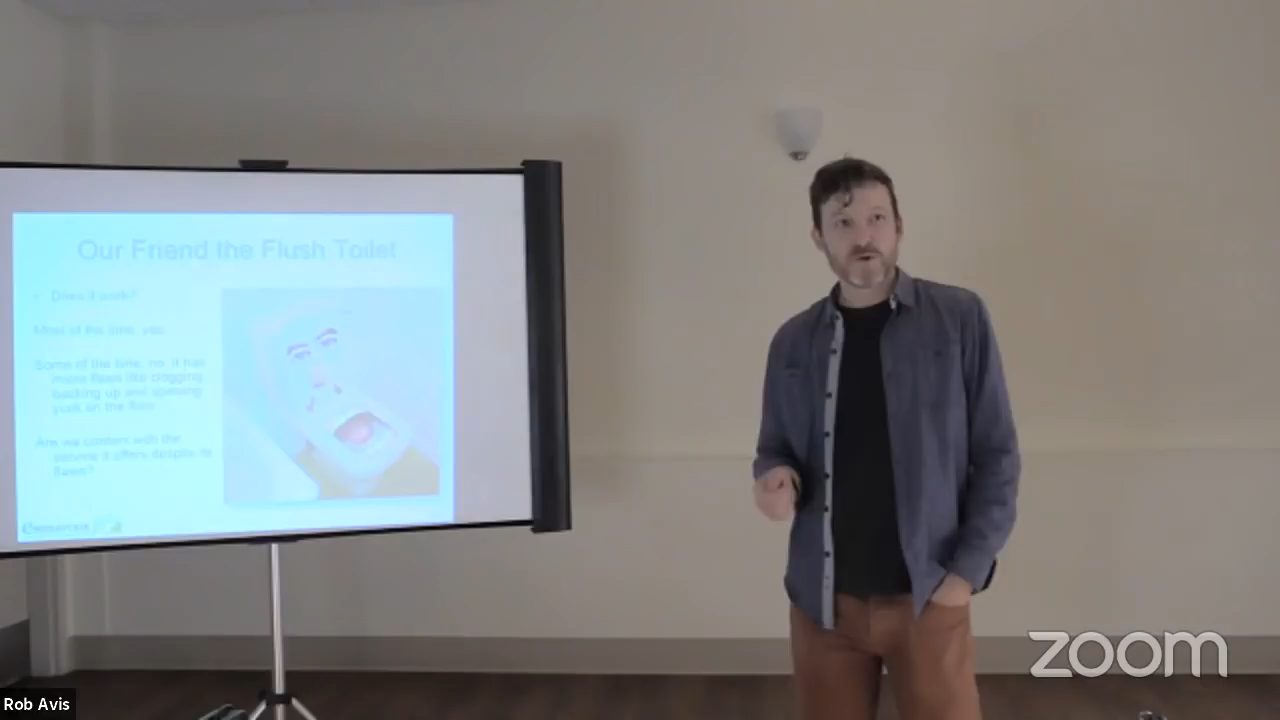 Our Friend the Flush Toilet
• Does it work?
Most of the time, yes.
Some of the time, no. It has
more flaws like clogging,
backing up and spewing
yuck on the floor.
Are we content with the
service it offers despite its
flaws?
zoom
Rob Avis